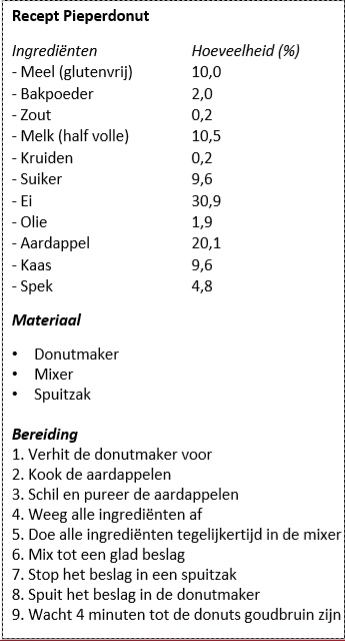 Recept Pieperdonut
Ingrediënten Hoeveelheid (%)
- Meel (glutenvrij) 10,0
- Bakpoeder 2,0
- Zout 0,2
- Melk (half volle) 10,5
- Kruiden 0,2
- Suiker 9,6
- Ei 30,9
- Olie 1,9
- Aardappel 20,1
- Kaas 9,6
- Spek 4,8
Materiaal
• Donutmaker
• Mixer
• Spuitzak
Bereiding
1. Verhit de donutmaker voor
2. Kook de aardappelen
3. Schil en pureer de aardappelen
4. Weeg alle ingrediënten af
5. Doe alle ingrediënten tegelijkertijd in de mixer
6. Mix tot een glad beslag
7. Stop het beslag in een spuitzak
8. Spuit het beslag in de donutmaker
9. Wacht 4 minuten tot de donuts goudbruin zijn